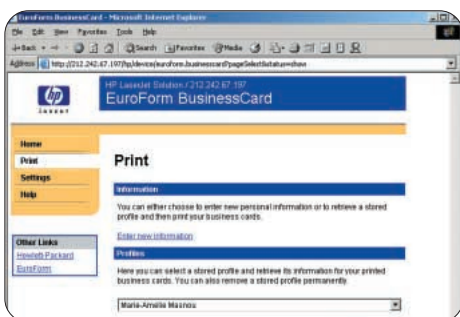 EuroForm BusinessCard - Microsoft Internet Explorer
File Edit View Favorites Tools Help
Back Search Favorites Media
Address http://212.242.67.197/hp/device/euroform.businesscard?pageSelect&status=show
hp
invent
HP LaserJet Solution / 212.242.67.197
EuroForm BusinessCard
Home
Print
Settings
Help
Other Links
Hewlett Packard
EuroForm
Print
Information
You can either choose to enter new personal information or to retrieve a stored
profile and then print your business cards.
Enter new information
Profiles
Here you can select a stored profile and retrieve its information for your printed
business cards. You can also remove a stored profile permanently.
Marie-Amelie Masnou